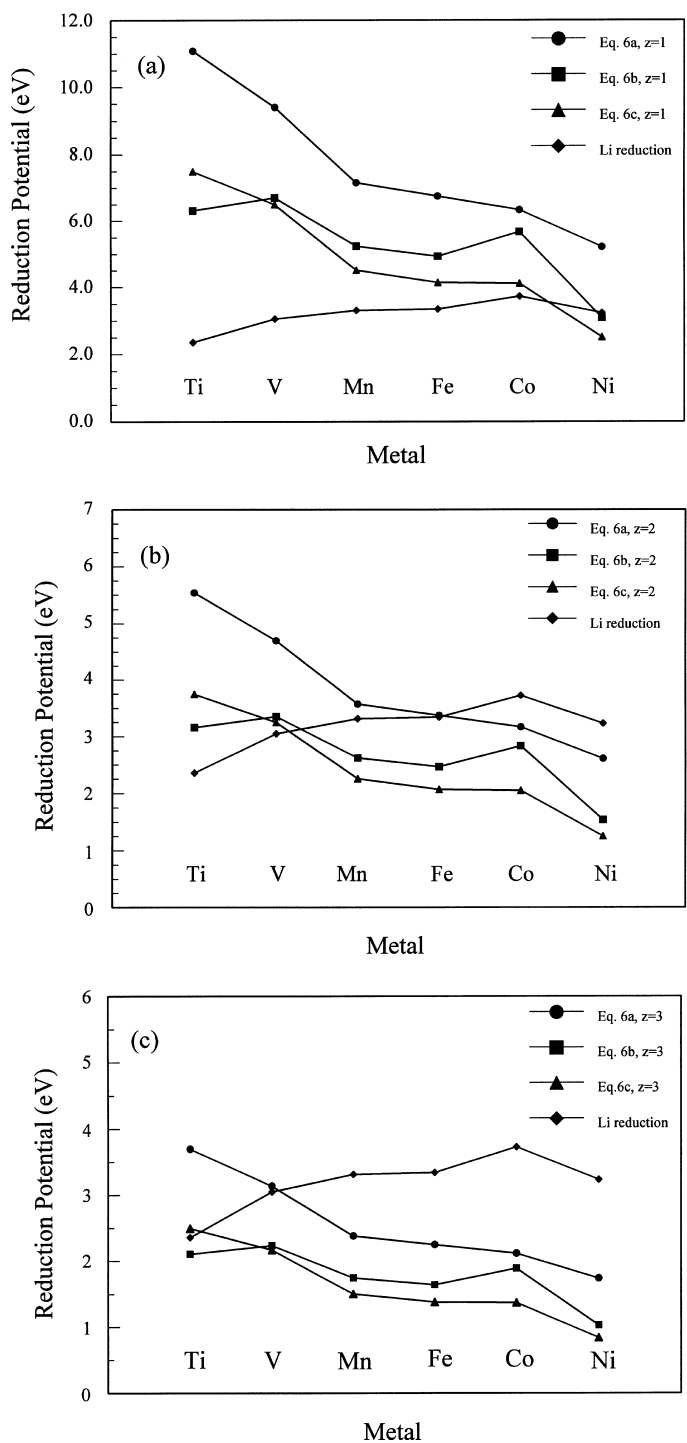 12.0
(a)
Eq. 6a, z=1
10.0
Eq. 6b, z=1
Eq. 6c, z=1
8.0
Li reduction
6.0
4.0
2.0
0.0
Reduction Potential (eV)
Ti V Mn Fe Co Ni
Metal
7
(b)
Eq. 6a, z=2
6
Eq. 6b, z=2
Eq. 6c, z=2
5
Li reduction
4
3
2
1
0
Reduction Potential (eV)
Ti V Mn Fe Co Ni
Metal
6
(c)
Eq. 6a, z=3
5
Eq. 6b, z=3
Eq.6c, z=3
4
Li reduction
3
2
1
0
Reduction Potential (eV)
Ti V Mn Fe Co Ni
Metal